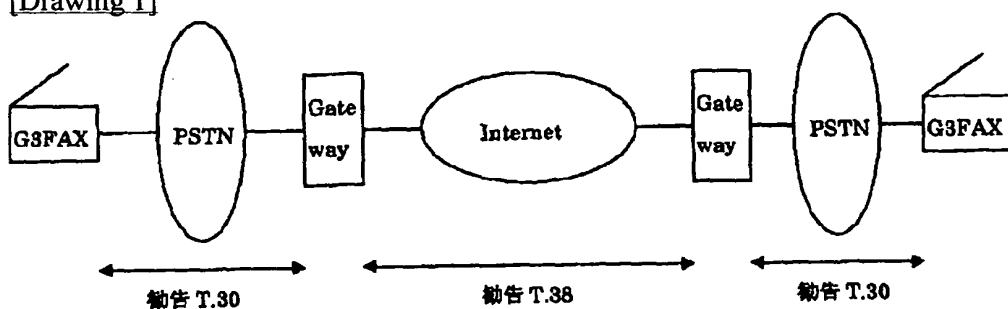 [Drawing 1]
G3FAX
PSTN
Gate
way
Internet
Gate
way
PSTN
G3FAX
勧告 T.30
勧告 T.38
勧告 T.30